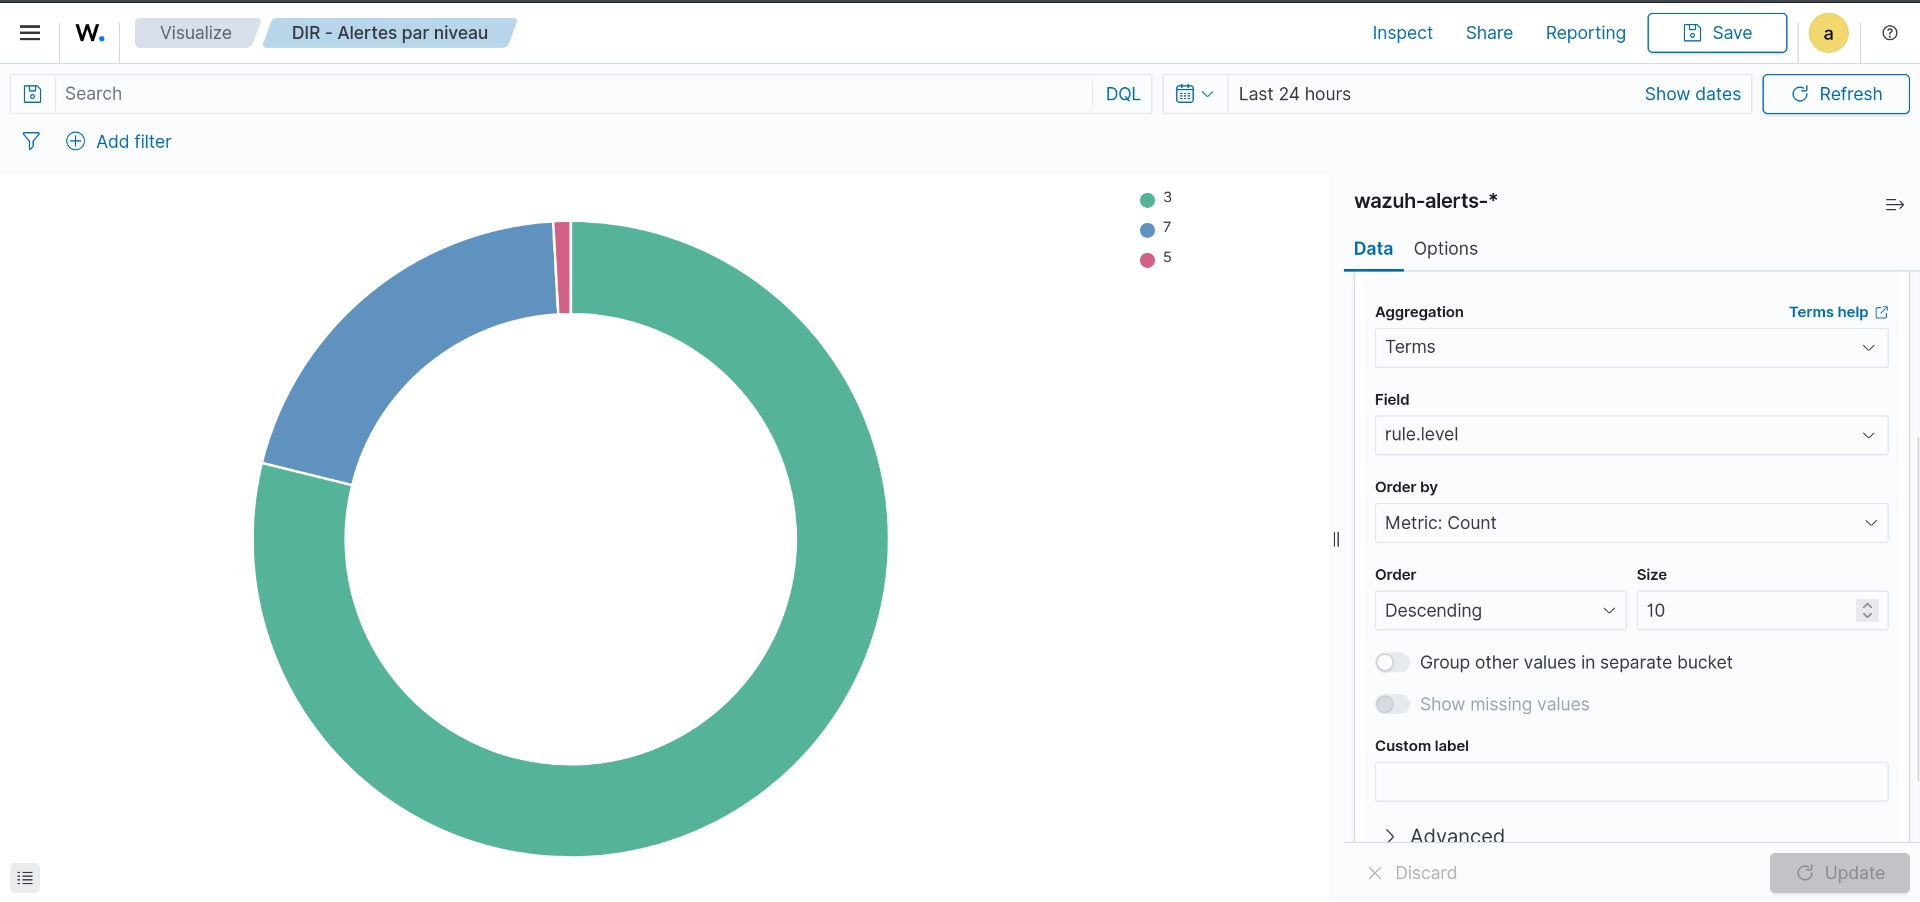 W.
Visualize
DIR - Alertes par niveau
Inspect
Share
Reporting
Save
a
Search
DQL
Last 24 hours
Show dates
Refresh
Add filter
3
7
5
wazuh-alerts-*
Data
Options
Aggregation
Terms help
Terms
Field
rule.level
Order by
Metric: Count
Order
Size
Descending
10
Group other values in separate bucket
Show missing values
Custom label
Advanced
Discard
Update